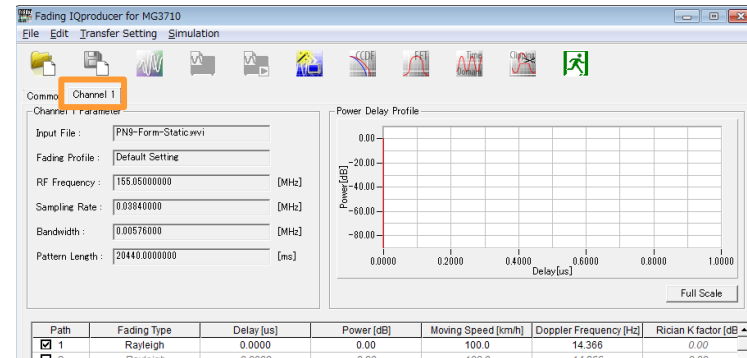 Fading IQproducer for MG3710
File Edit Transfer Setting Simulation
CCDF FFT Time Domain Clipping
Common Channel 1
Channel 1 Parameter
Input File : PN9-Form-Static.wvi
Fading Profile : Default Setting
RF Frequency : 155.05000000 [MHz]
Sampling Rate : 0.03840000 [MHz]
Bandwidth : 0.00576000 [MHz]
Pattern Length : 20440.0000000 [ms]
Power Delay Profile
0.00
-20.00
-40.00
-60.00
-80.00
Power[dB]
0.0000 0.2000 0.4000 0.6000 0.8000 1.0000
Delay[us]
Full Scale
Path Fading Type Delay [us] Power [dB] Moving Speed [km/h] Doppler Frequency [Hz] Rician K factor [dB
1 Rayleigh 0.0000 0.00 100.0 14.366 0.00